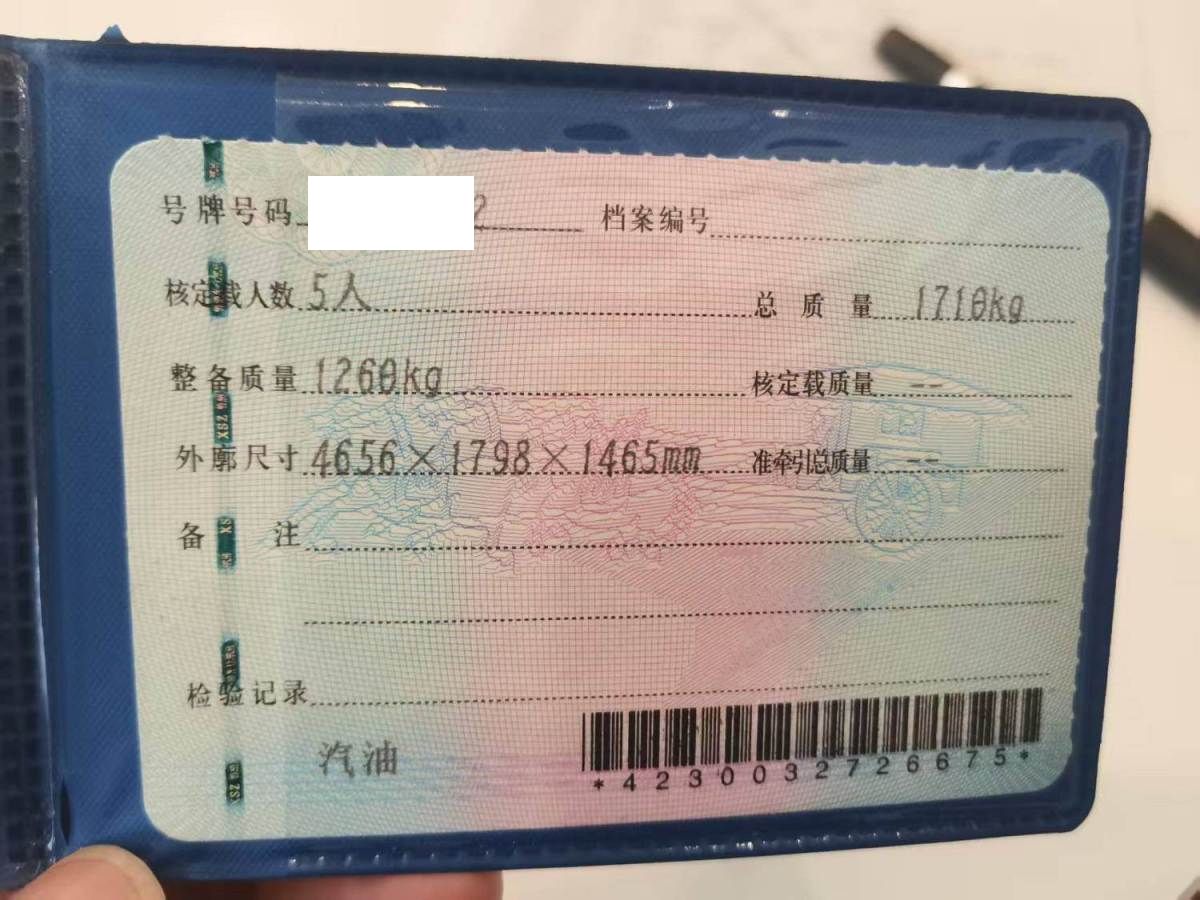 号牌号码 2 档案编号
核定载人数 5人 总质量 1710kg
整备质量 1260kg 核定载质量 --
外廓尺寸 4656×1798×1465mm 准牵引总质量 --
备注
检验记录
汽油
*4230032726675*